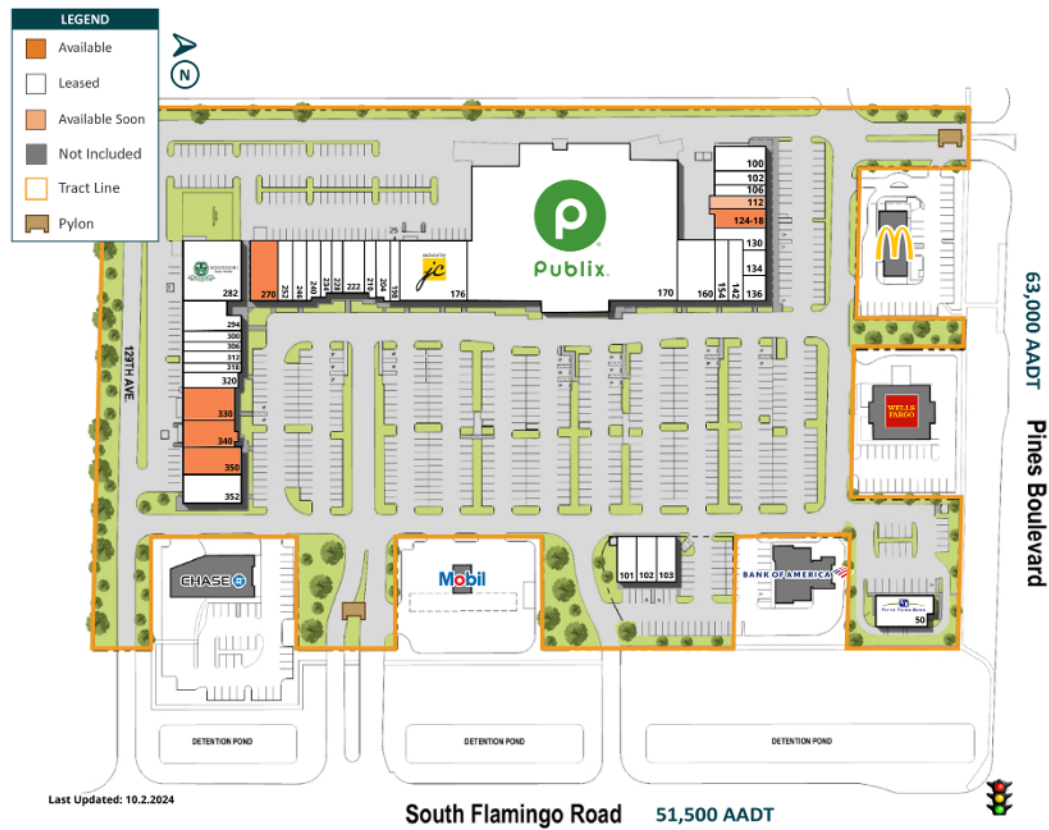 LEGEND
Available
Leased
Available Soon
Not Included
Tract Line
Pylon
N
100
102
106
112
124-18
130
134
136
142
154
160
170
Publix
25
176
jc
198
204
210
222
228
234
240
246
252
270
282
294
300
306
312
318
320
330
340
350
352
129TH AVE.
WELLS
FARGO
63,000 AADT
Pines Boulevard
CHASE
Mobil
101 102 103
BANK OF AMERICA
50
DETENTION POND
DETENTION POND
DETENTION POND
Last Updated: 10.2.2024
South Flamingo Road 51,500 AADT